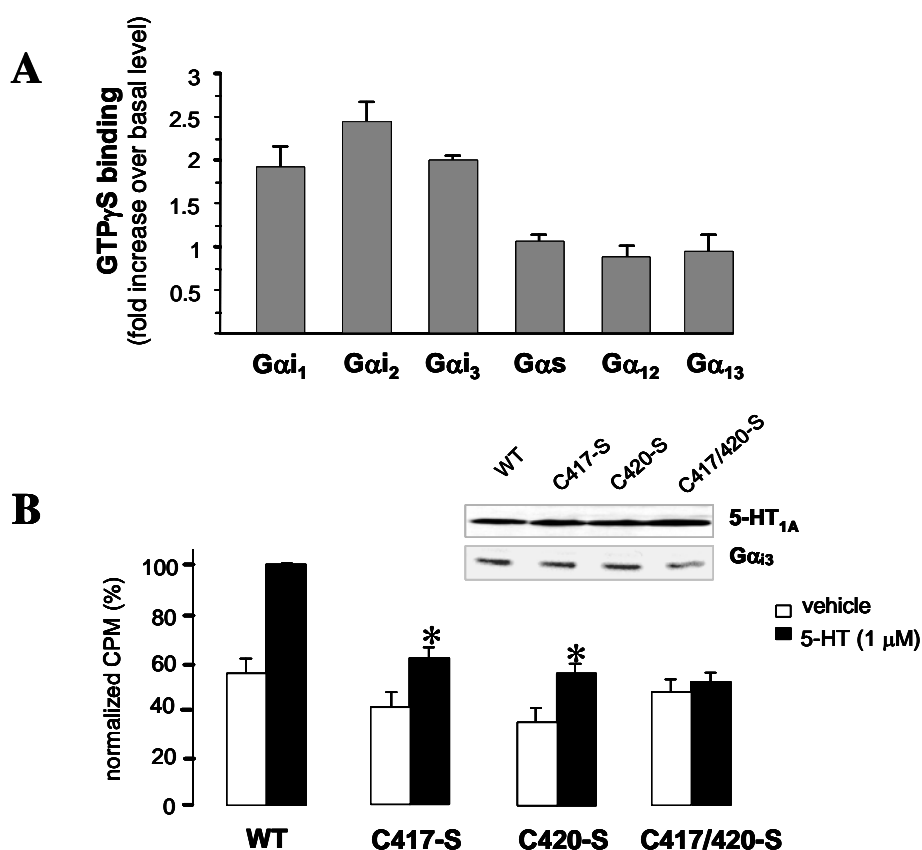 A
GTPγS binding
(fold increase over basal level)
3
2.5
2
1.5
1
0.5
Gαi₁ Gαi₂ Gαi₃ Gαs Gα₁₂ Gα₁₃
B
WT C417-S C420-S C417/420-S
5-HT₁A
Gαi3
vehicle
5-HT (1 μM)
normalized CPM (%)
100
80
60
40
20
0
* *
WT C417-S C420-S C417/420-S